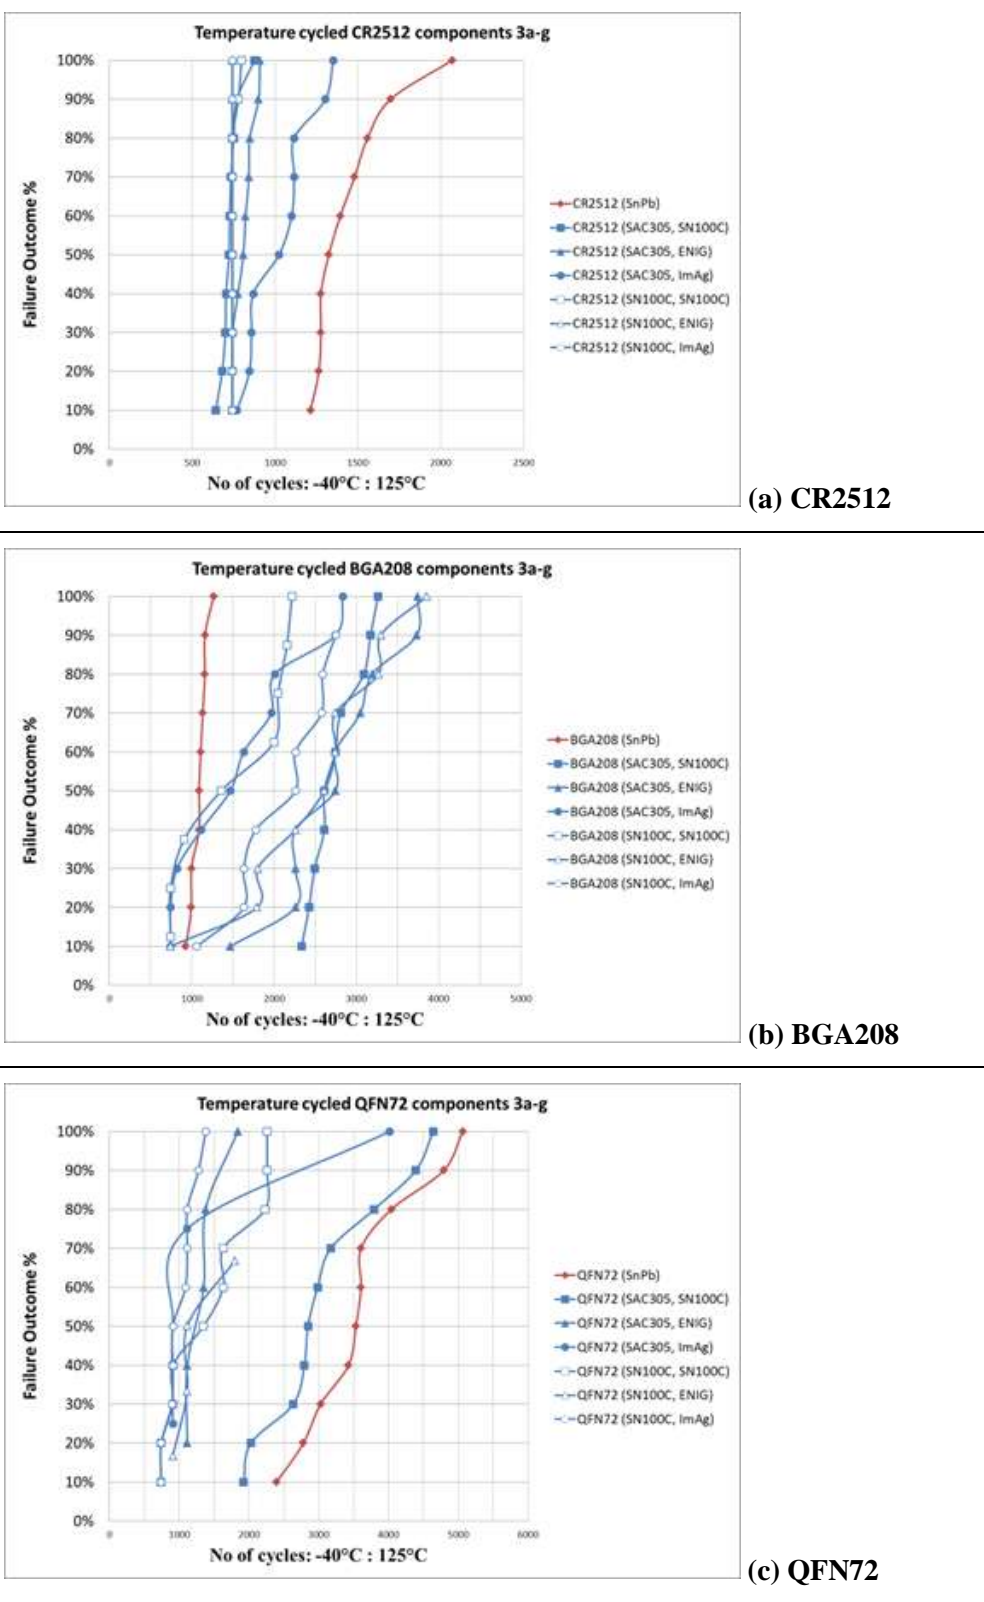 Temperature cycled CR2512 components 3a-g
100%
90%
80%
70%
60%
50%
40%
30%
20%
10%
0%
Failure Outcome %
0 500 1000 1500 2000 2500
No of cycles: -40°C : 125°C
CR2512 (SnPb)
CR2512 (SAC305, SN100C)
CR2512 (SAC305, ENIG)
CR2512 (SAC305, ImAg)
CR2512 (SN100C, SN100C)
CR2512 (SN100C, ENIG)
CR2512 (SN100C, ImAg)
(a) CR2512
Temperature cycled BGA208 components 3a-g
100%
90%
80%
70%
60%
50%
40%
30%
20%
10%
0%
Failure Outcome %
0 1000 2000 3000 4000 5000
No of cycles: -40°C : 125°C
BGA208 (SnPb)
BGA208 (SAC305, SN100C)
BGA208 (SAC305, ENIG)
BGA208 (SAC305, ImAg)
BGA208 (SN100C, SN100C)
BGA208 (SN100C, ENIG)
BGA208 (SN100C, ImAg)
(b) BGA208
Temperature cycled QFN72 components 3a-g
100%
90%
80%
70%
60%
50%
40%
30%
20%
10%
0%
Failure Outcome %
0 1000 2000 3000 4000 5000 6000
No of cycles: -40°C : 125°C
QFN72 (SnPb)
QFN72 (SAC305, SN100C)
QFN72 (SAC305, ENIG)
QFN72 (SAC305, ImAg)
QFN72 (SN100C, SN100C)
QFN72 (SN100C, ENIG)
QFN72 (SN100C, ImAg)
(c) QFN72